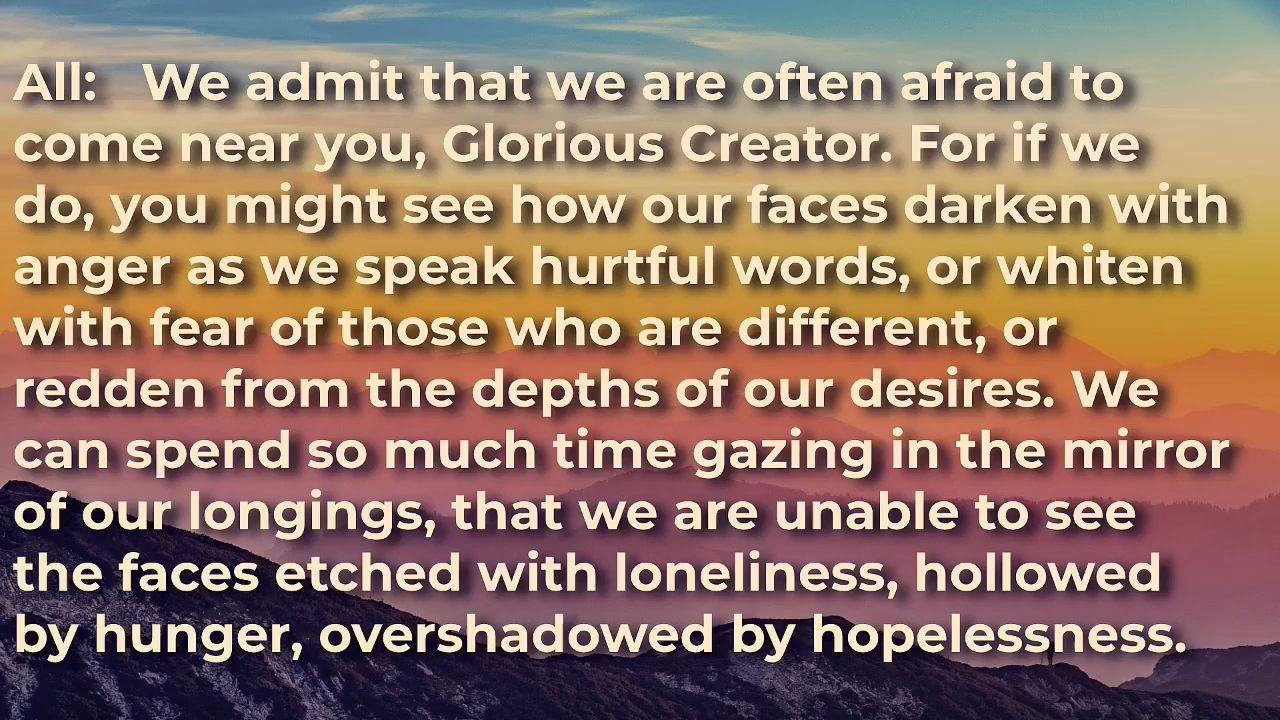 All: We admit that we are often afraid to
come near you, Glorious Creator. For if we
do, you might see how our faces darken with
anger as we speak hurtful words, or whiten
with fear of those who are different, or
redden from the depths of our desires. We
can spend so much time gazing in the mirror
of our longings, that we are unable to see
the faces etched with loneliness, hollowed
by hunger, overshadowed by hopelessness.